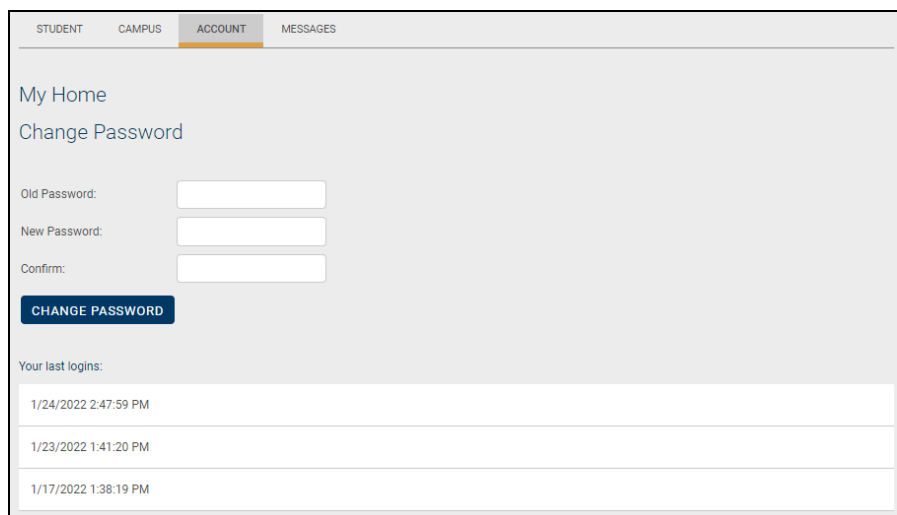 STUDENT CAMPUS ACCOUNT MESSAGES
My Home
Change Password
Old Password:
New Password:
Confirm:
CHANGE PASSWORD
Your last logins:
1/24/2022 2:47:59 PM
1/23/2022 1:41:20 PM
1/17/2022 1:38:19 PM